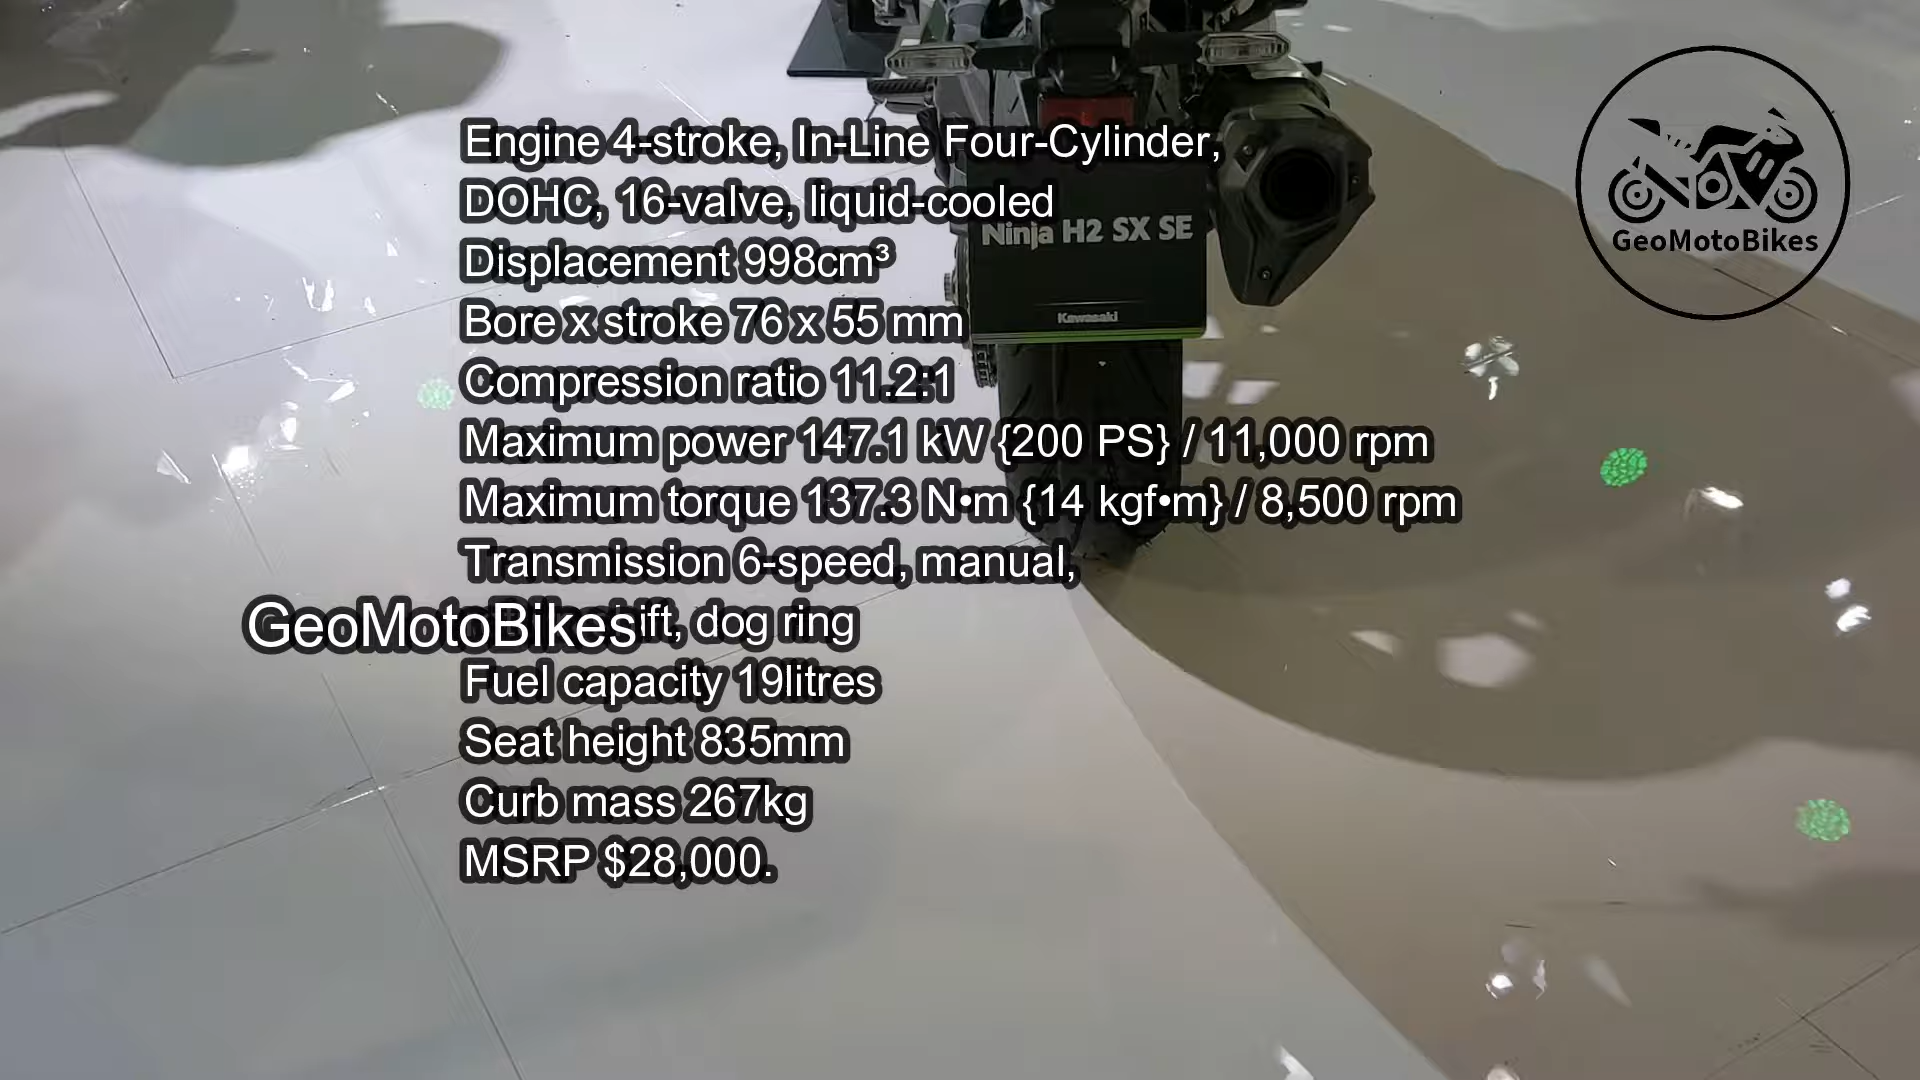 Engine 4-stroke, In-Line Four-Cylinder,
DOHC, 16-valve, liquid-cooled
Ninja H2 SX SE
Displacement 998cm³
Bore x stroke 76 x 55 mm
Kawasaki
Compression ratio 11.2:1
Maximum power 147.1 kW {200 PS} / 11,000 rpm
Maximum torque 137.3 N•m {14 kgf•m} / 8,500 rpm
Transmission 6-speed, manual,
dog ring
GeoMotoBikes
Fuel capacity 19litres
Seat height 835mm
Curb mass 267kg
MSRP $28,000.
GeoMotoBikes